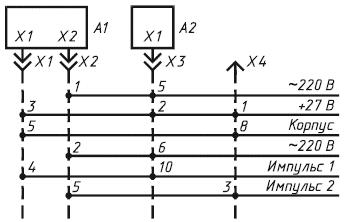 X1 X2 A1 X1 A2
X1 X2 X3 X4
1 5 ~220 В
3 2 1 +27 В
5 8 Корпус
2 6 ~220 В
4 10 Импульс 1
5 3 Импульс 2